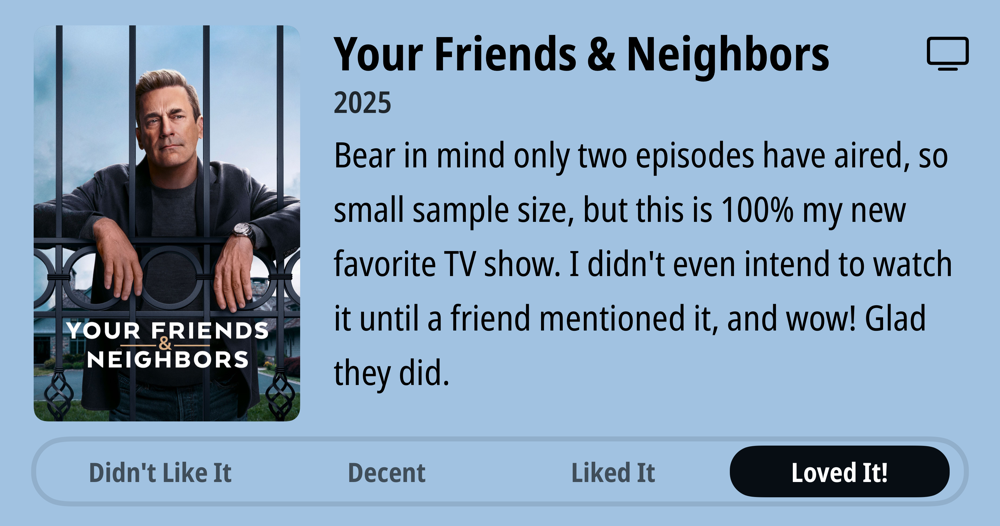 Your Friends & Neighbors
2025
Bear in mind only two episodes have aired, so
small sample size, but this is 100% my new
favorite TV show. I didn't even intend to watch
it until a friend mentioned it, and wow! Glad
they did.
YOUR FRIENDS
&
NEIGHBORS
Didn't Like It
Decent
Liked It
Loved It!